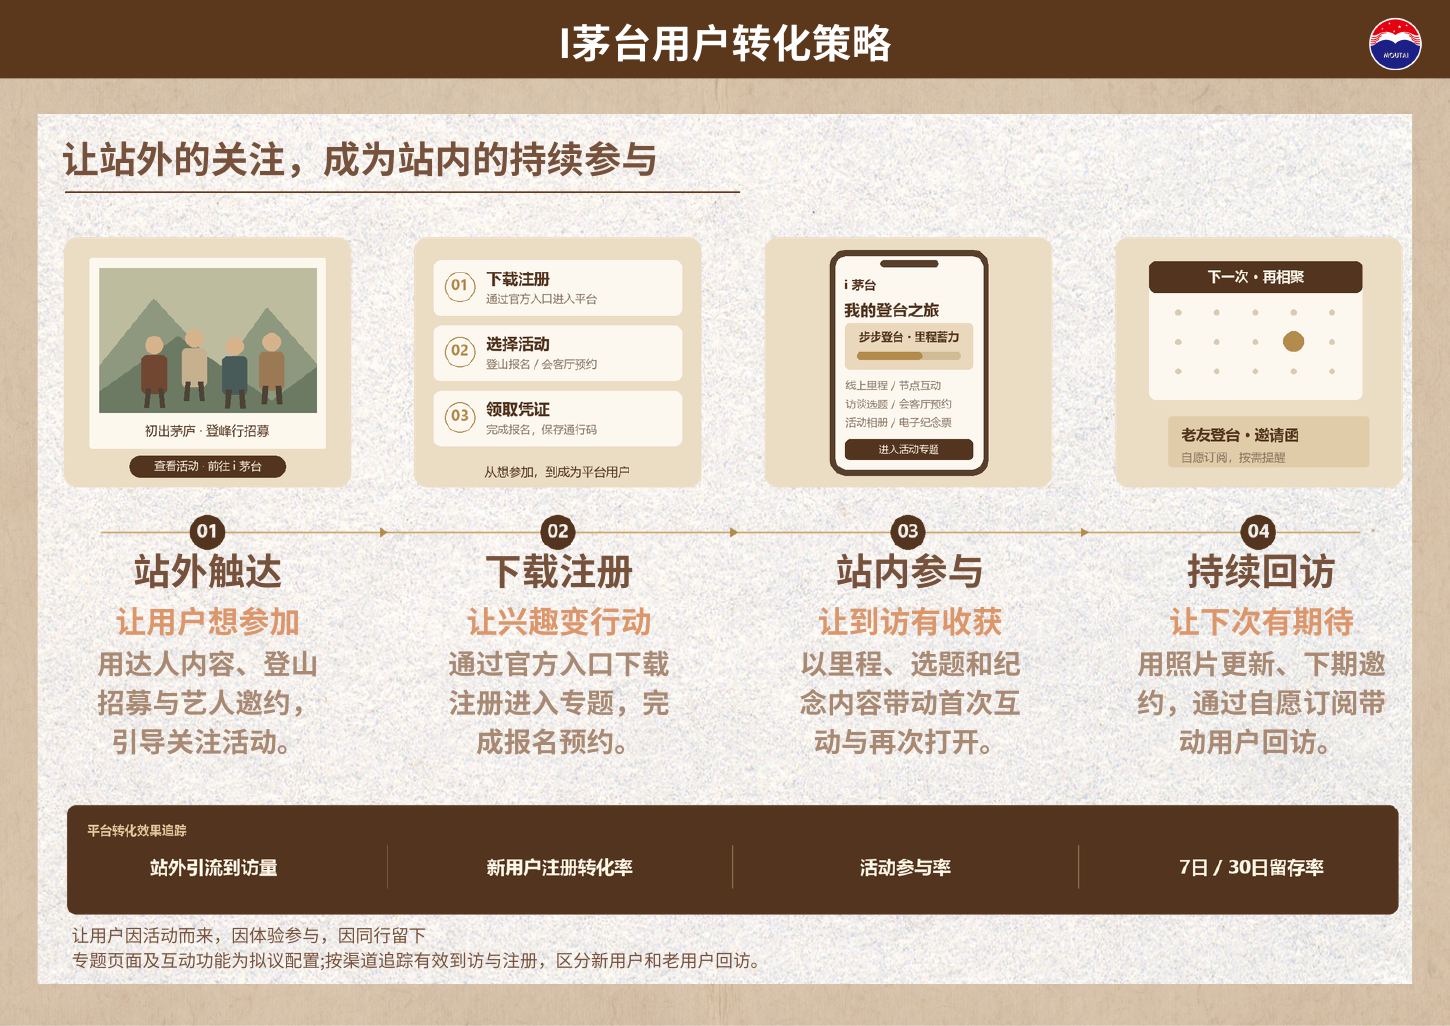 I茅台用户转化策略
MOUTAI
让站外的关注，成为站内的持续参与
初出茅庐 · 登峰行招募
查看活动 · 前往 i 茅台
01
下载注册
通过官方入口进入平台
02
选择活动
登山报名 / 会客厅预约
03
领取凭证
完成报名，保存通行码
从想参加，到成为平台用户
i 茅台
我的登台之旅
步步登台 · 里程蓄力
线上里程 / 节点互动
访谈选题 / 会客厅预约
活动相册 / 电子纪念票
进入活动专题
下一次 · 再相聚
老友登台 · 邀请函
自愿订阅，按需提醒
01
站外触达
让用户想参加
用达人内容、登山
招募与艺人邀约，
引导关注活动。
02
下载注册
让兴趣变行动
通过官方入口下载
注册进入专题，完
成报名预约。
03
站内参与
让到访有收获
以里程、选题和纪
念内容带动首次互
动与再次打开。
04
持续回访
让下次有期待
用照片更新、下期邀
约，通过自愿订阅带
动用户回访。
平台转化效果追踪
站外引流到访量
新用户注册转化率
活动参与率
7日 / 30日留存率
让用户因活动而来，因体验参与，因同行留下
专题页面及互动功能为拟议配置;按渠道追踪有效到访与注册，区分新用户和老用户回访。